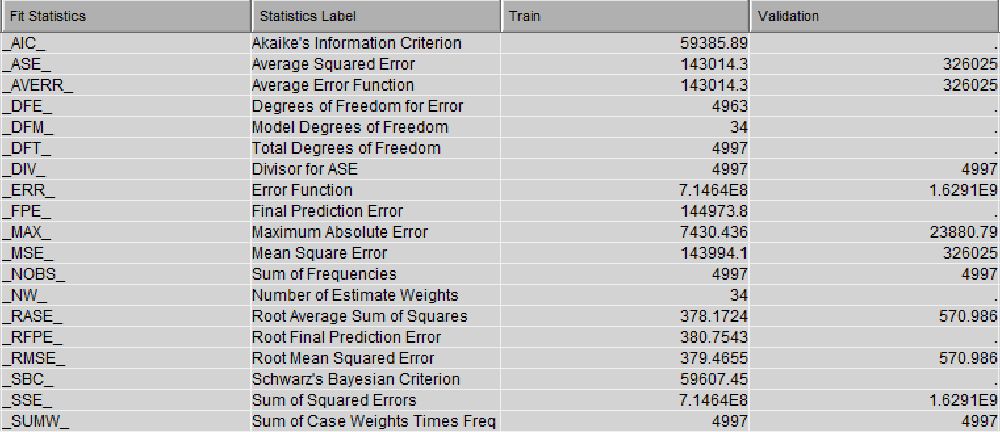 Fit Statistics Statistics Label Train Validation
_AIC_ Akaike's Information Criterion 59385.89 .
_ASE_ Average Squared Error 143014.3 326025
_AVERR_ Average Error Function 143014.3 326025
_DFE_ Degrees of Freedom for Error 4963 .
_DFM_ Model Degrees of Freedom 34 .
_DFT_ Total Degrees of Freedom 4997 .
_DIV_ Divisor for ASE 4997 4997
_ERR_ Error Function 7.1464E8 1.6291E9
_FPE_ Final Prediction Error 144973.8 .
_MAX_ Maximum Absolute Error 7430.436 23880.79
_MSE_ Mean Square Error 143994.1 326025
_NOBS_ Sum of Frequencies 4997 4997
_NW_ Number of Estimate Weights 34 .
_RASE_ Root Average Sum of Squares 378.1724 570.986
_RFPE_ Root Final Prediction Error 380.7543 .
_RMSE_ Root Mean Squared Error 379.4655 570.986
_SBC_ Schwarz's Bayesian Criterion 59607.45 .
_SSE_ Sum of Squared Errors 7.1464E8 1.6291E9
_SUMW_ Sum of Case Weights Times Freq 4997 4997